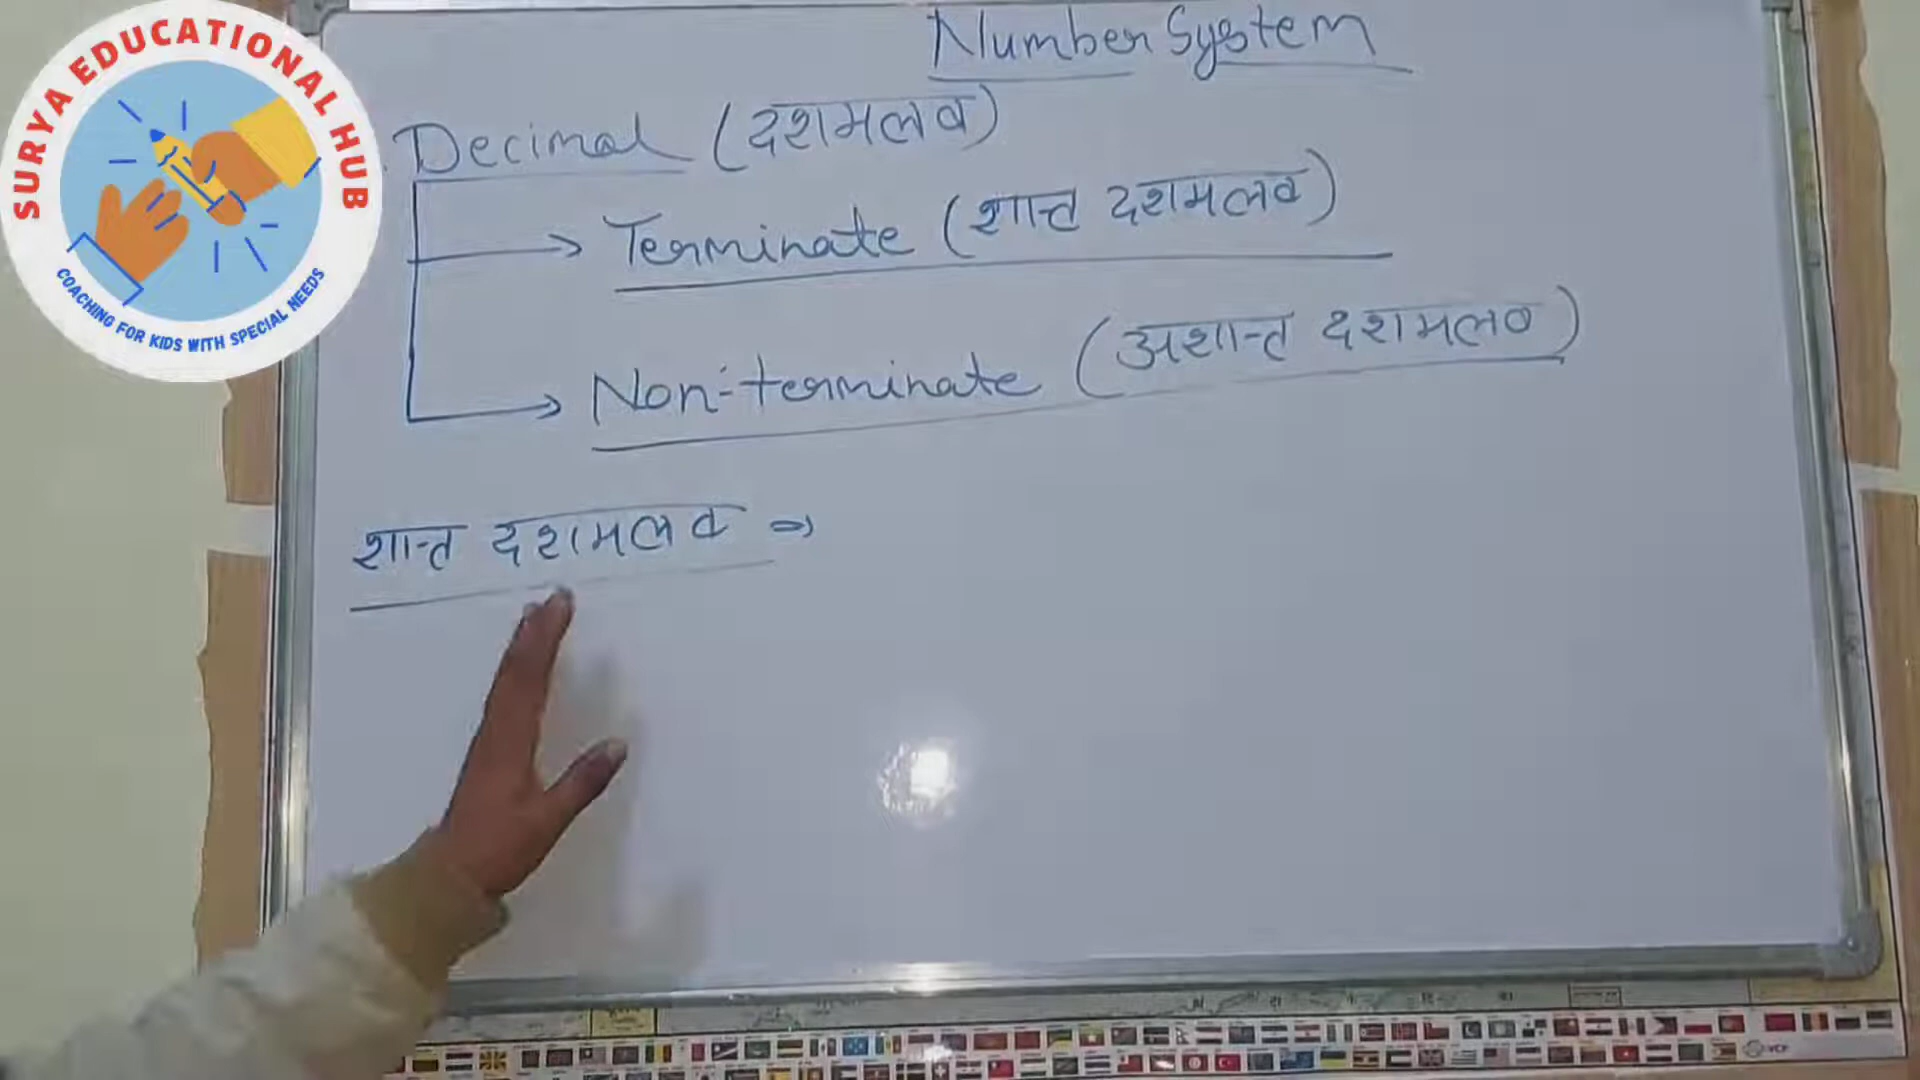 SURYA EDUCATIONAL HUB
COACHING FOR KIDS WITH SPECIAL NEEDS
Number System
Decimal (दशमलव)
→ Terminate (शान्त दशमलव)
→ Non-terminate (अशान्त दशमलव)
शान्त दशमलव ⇒